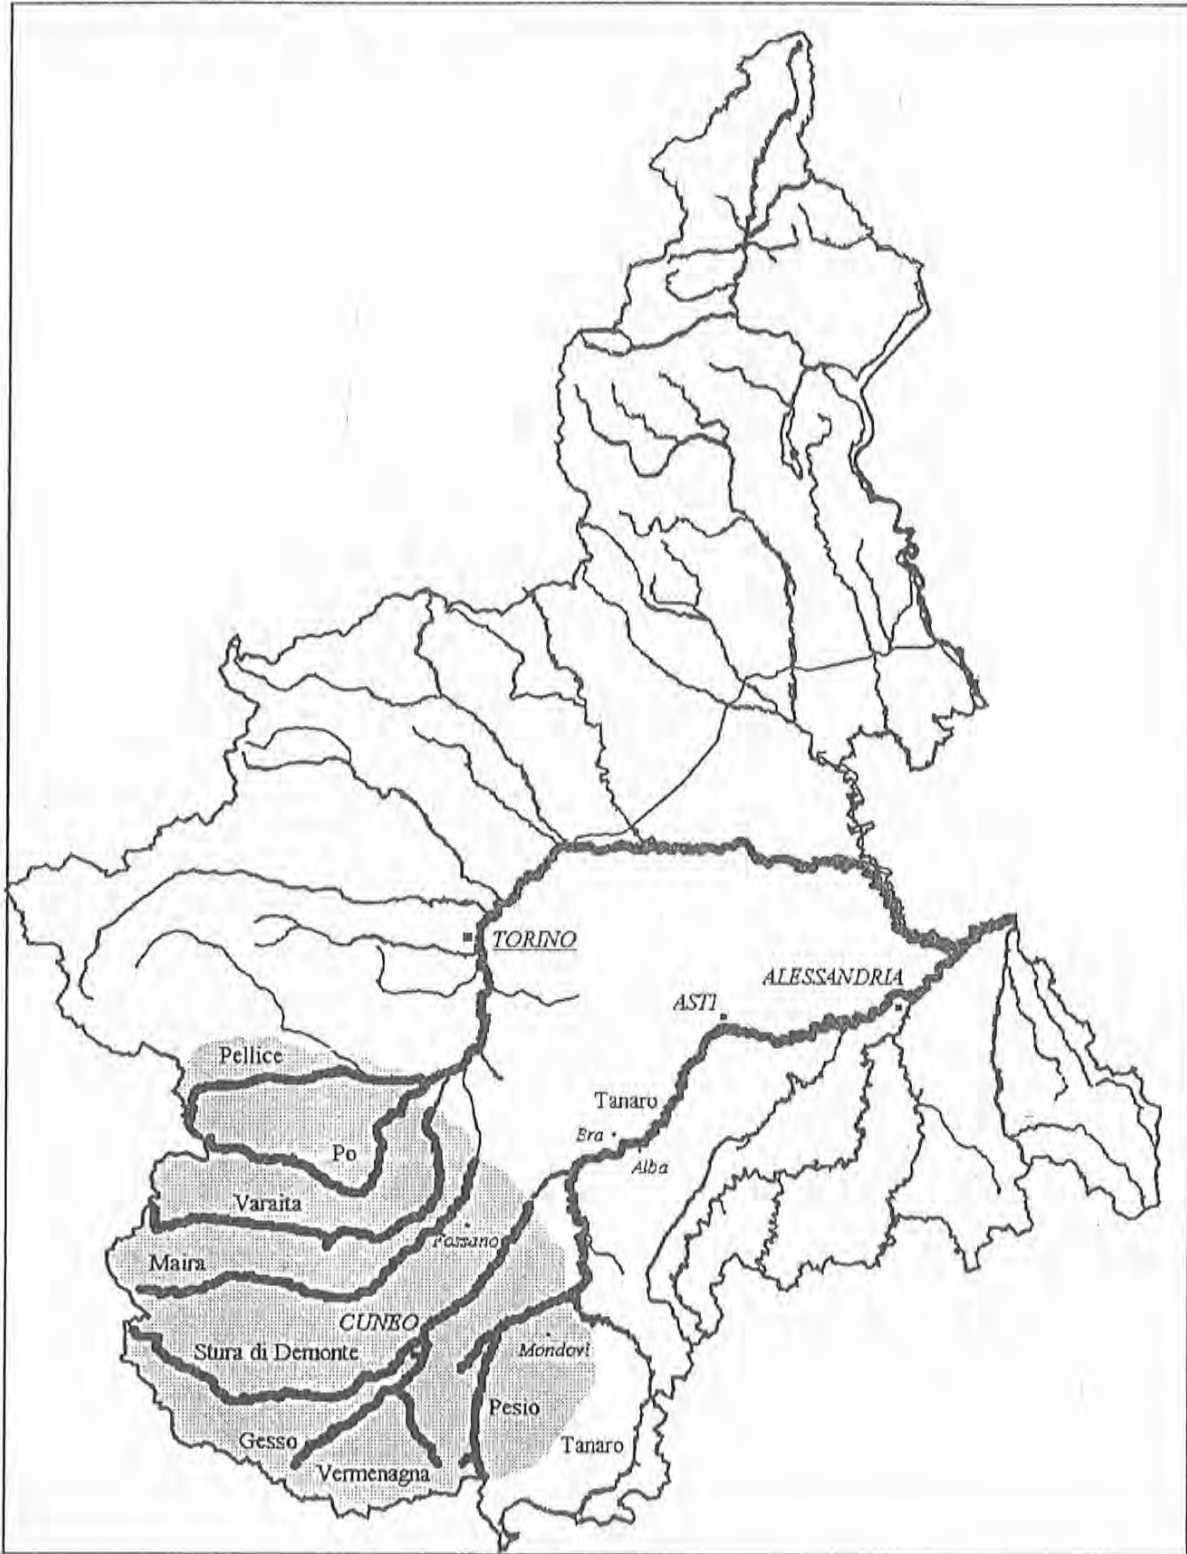 TORINO
ALESSANDRIA
ASTI
Pellice
Tanaro
Bra
Po
Alba
Varaita
Fossano
Maira
CUNEO
Stura di Demonte
Mondovì
Pesio
Gesso
Tanaro
Vermenagna